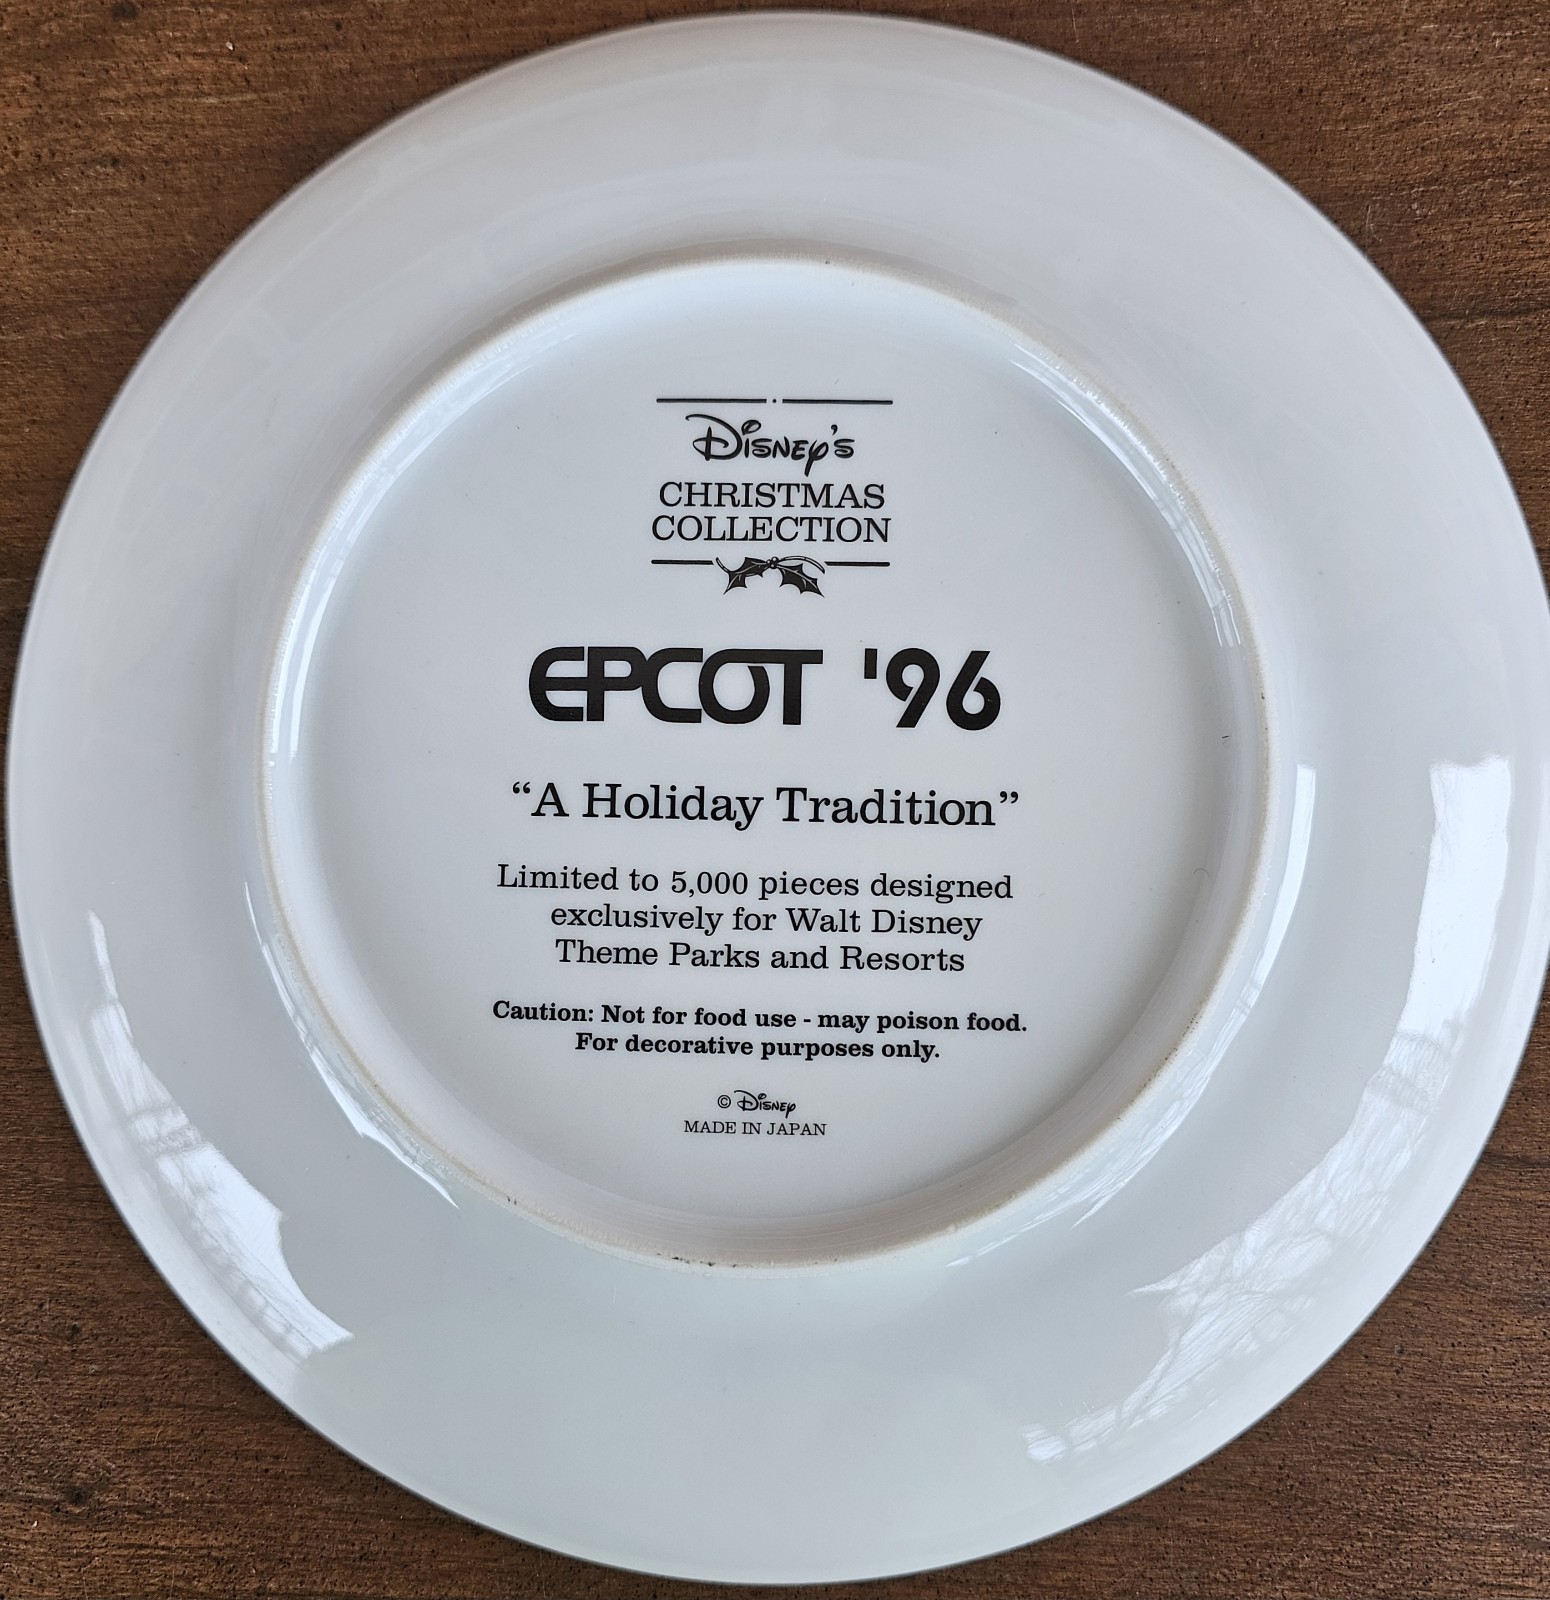 Disney's
CHRISTMAS
COLLECTION
EPCOT '96
“A Holiday Tradition”
Limited to 5,000 pieces designed
exclusively for Walt Disney
Theme Parks and Resorts
Caution: Not for food use - may poison food.
For decorative purposes only.
© Disney
MADE IN JAPAN